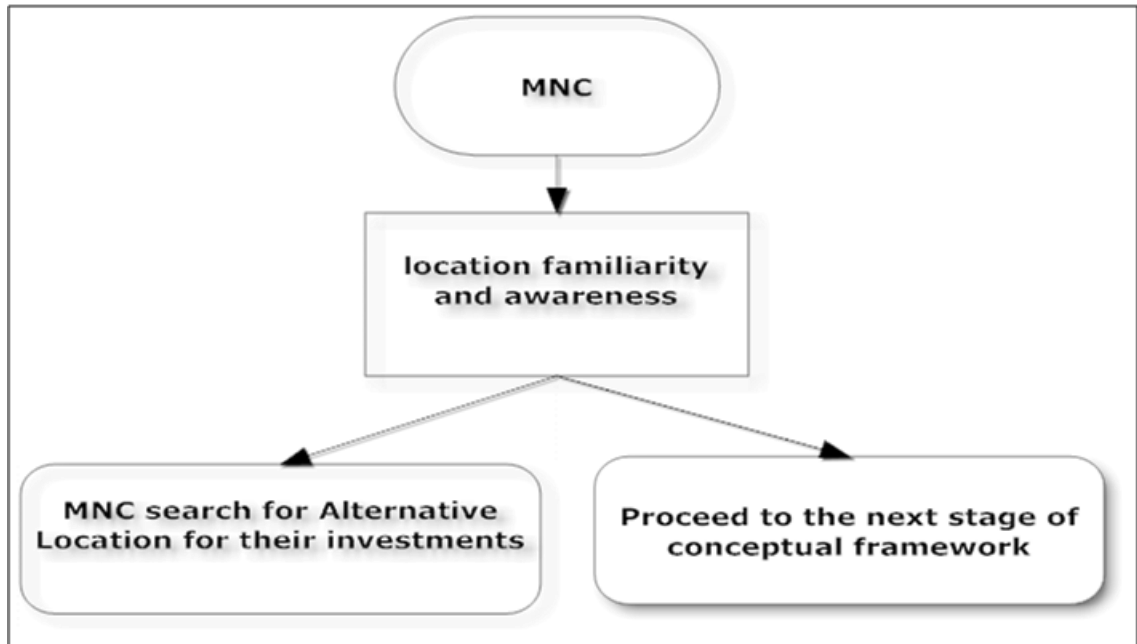 MNC
location familiarity
and awareness
MNC search for Alternative
Location for their investments
Proceed to the next stage of
conceptual framework